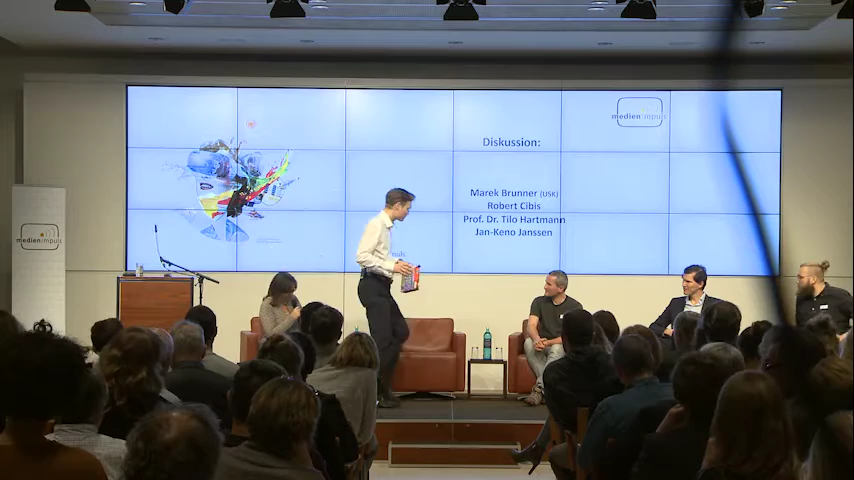 medien impuls
Diskussion:
Marek Brunner (USK)
Robert Cibis
Prof. Dr. Tilo Hartmann
Jan-Keno Janssen
medien impuls